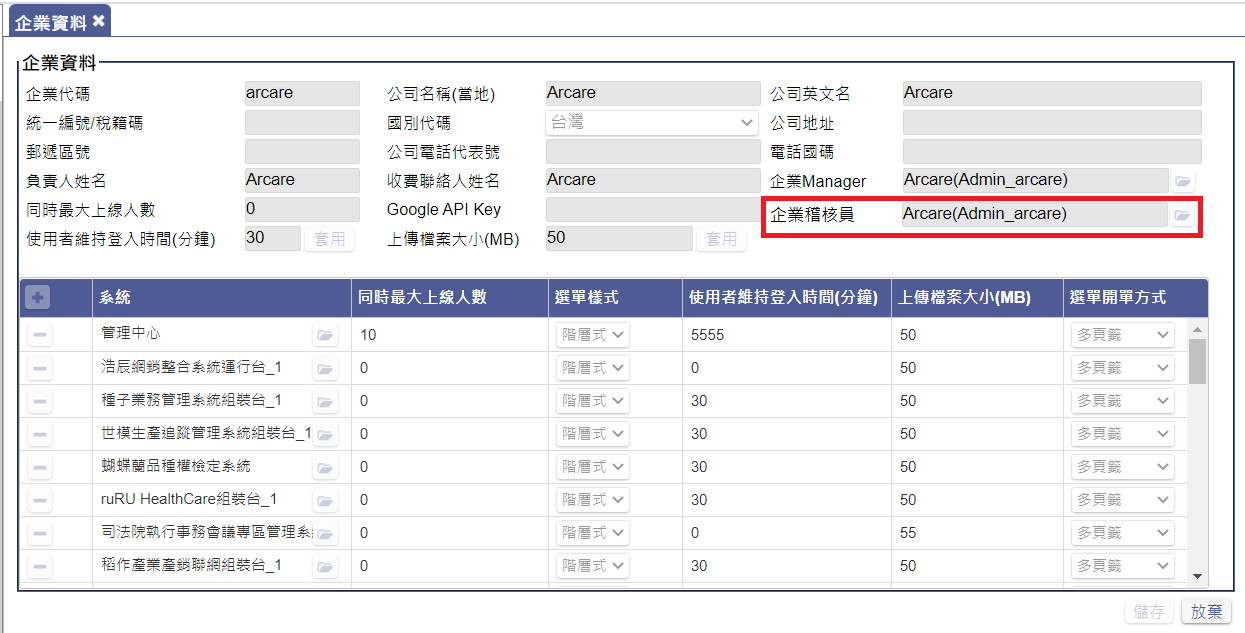 企業資料 ✖
企業資料
企業代碼 arcare 公司名稱(當地) Arcare 公司英文名 Arcare
統一編號/稅籍碼 國別代碼 台灣 公司地址
郵遞區號 公司電話代表號 電話國碼
負責人姓名 Arcare 收費聯絡人姓名 Arcare 企業Manager Arcare(Admin_arcare)
同時最大上線人數 0 Google API Key 企業稽核員 Arcare(Admin_arcare)
使用者維持登入時間(分鐘) 30 套用 上傳檔案大小(MB) 50 套用
系統 同時最大上線人數 選單樣式 使用者維持登入時間(分鐘) 上傳檔案大小(MB) 選單開單方式
管理中心 10 階層式 5555 50 多頁籤
浩辰網銷整合系統運行台_1 0 階層式 0 50 多頁籤
種子業務管理系統組裝台_1 0 階層式 30 50 多頁籤
世模生產追蹤管理系統組裝台_1 0 階層式 30 50 多頁籤
蝴蝶蘭品種權檢定系統 0 階層式 30 50 多頁籤
ruRU HealthCare組裝台_1 0 階層式 30 50 多頁籤
司法院執行事務會議專區管理系 0 階層式 0 55 多頁籤
稻作產業產銷聯網組裝台_1 0 階層式 30 50 多頁籤
儲存 放棄